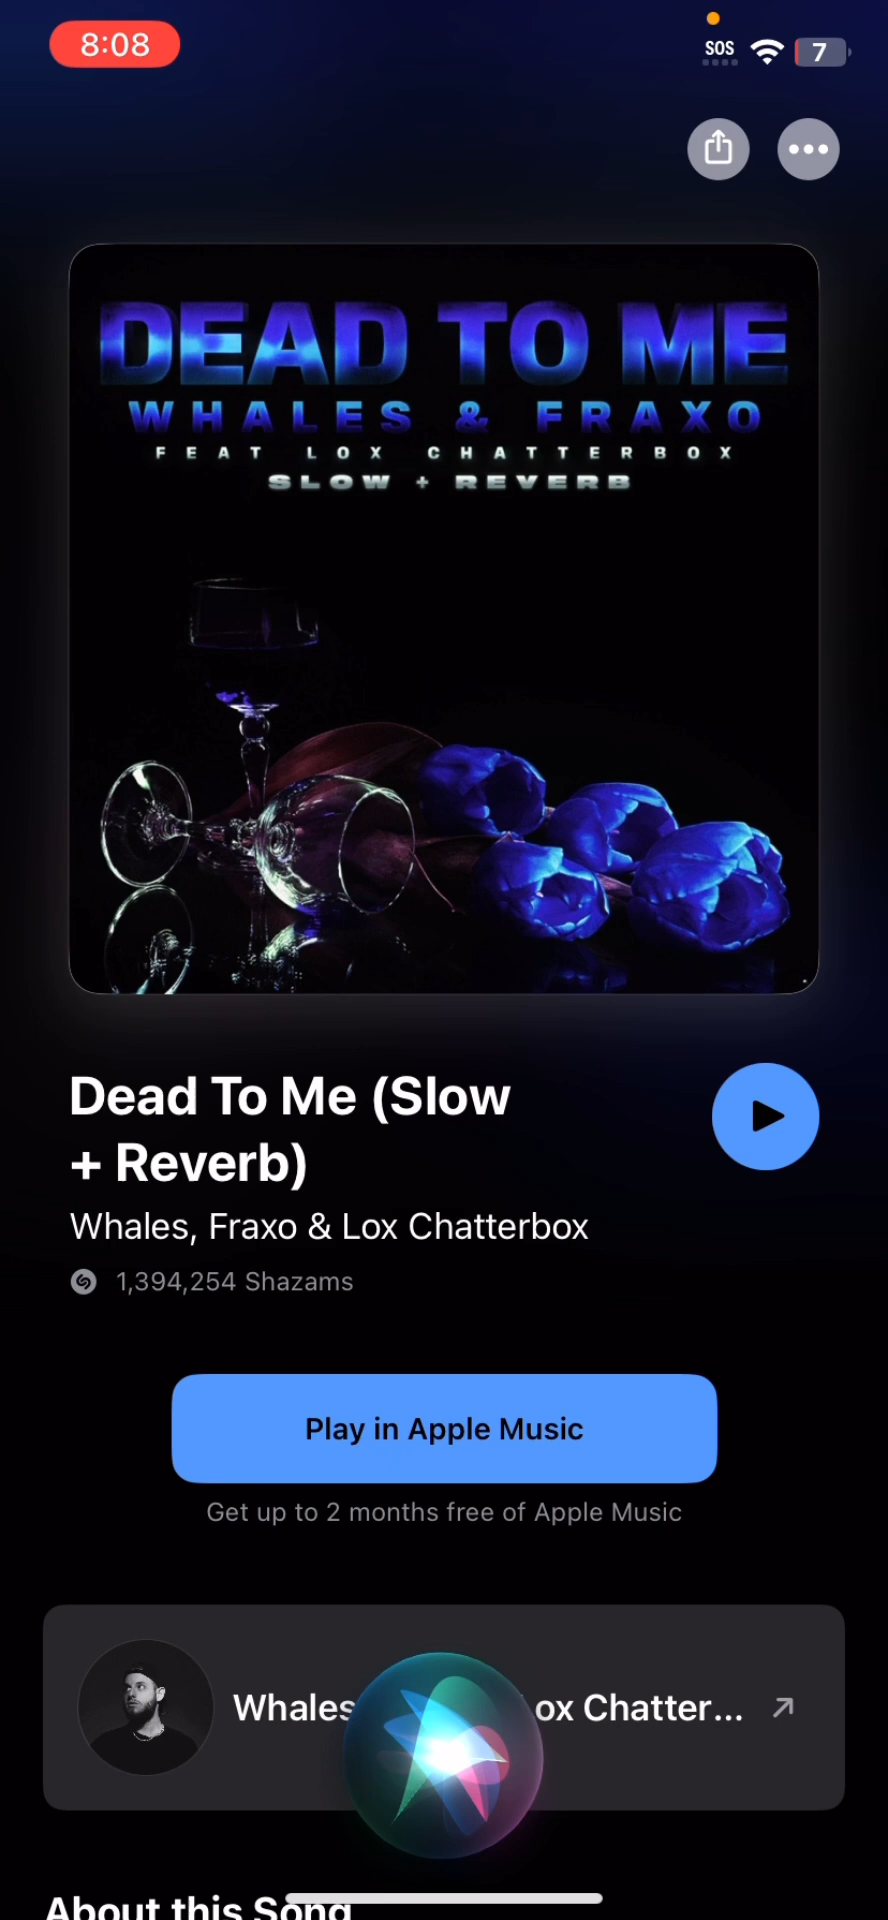 8:08
SOS
7
DEAD TO ME
WHALES & FRAXO
FEAT LOX CHATTERBOX
SLOW + REVERB
Dead To Me (Slow
+ Reverb)
Whales, Fraxo & Lox Chatterbox
1,394,254 Shazams
Play in Apple Music
Get up to 2 months free of Apple Music
Whales ox Chatter...
About this Song